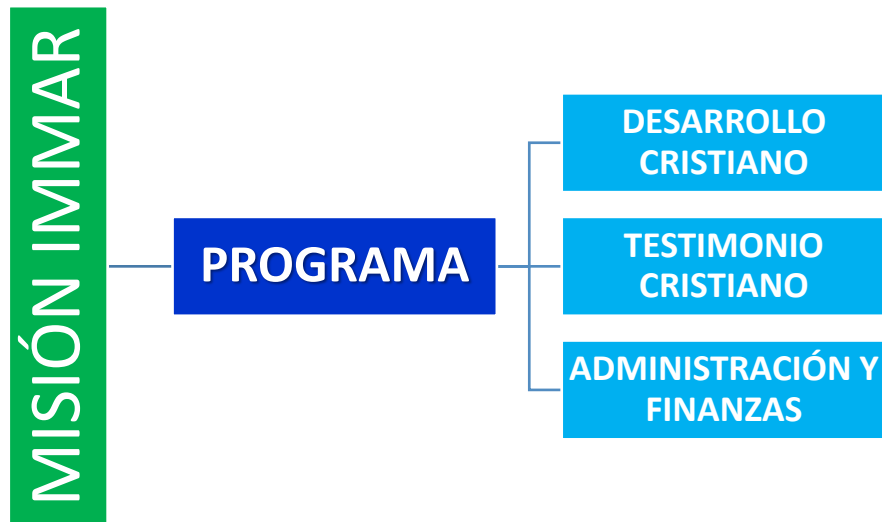 MISIÓN IMMAR
PROGRAMA
DESARROLLO
CRISTIANO
TESTIMONIO
CRISTIANO
ADMINISTRACIÓN Y
FINANZAS